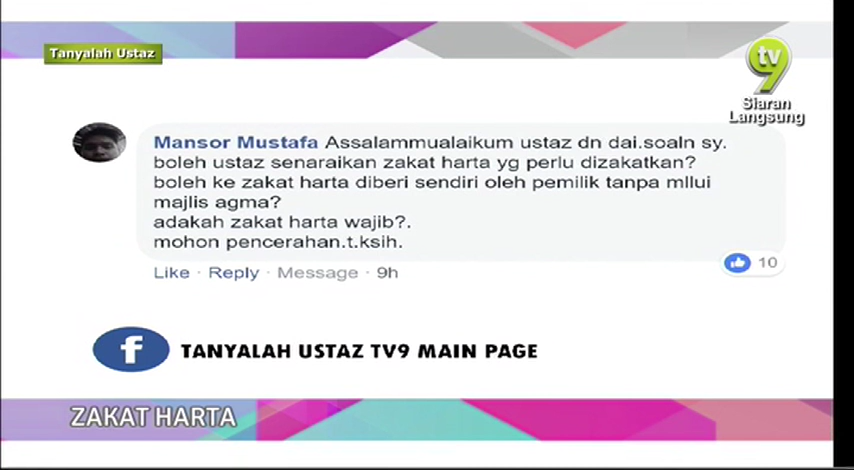 Tanyalah Ustaz
tv
9
Siaran
Langsung
Mansor Mustafa Assalammualaikum ustaz dn dai.soaln sy.
boleh ustaz senaraikan zakat harta yg perlu dizakatkan?
boleh ke zakat harta diberi sendiri oleh pemilik tanpa mllui
majlis agma?
adakah zakat harta wajib?.
mohon pencerahan.t.ksih.
Like · Reply · Message · 9h
10
f
TANYALAH USTAZ TV9 MAIN PAGE
ZAKAT HARTA